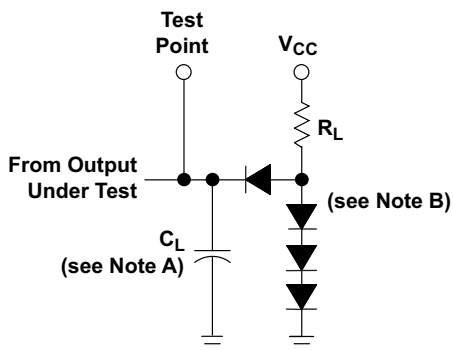 Test
Point
VCC
RL
From Output
Under Test
(see Note B)
CL
(see Note A)